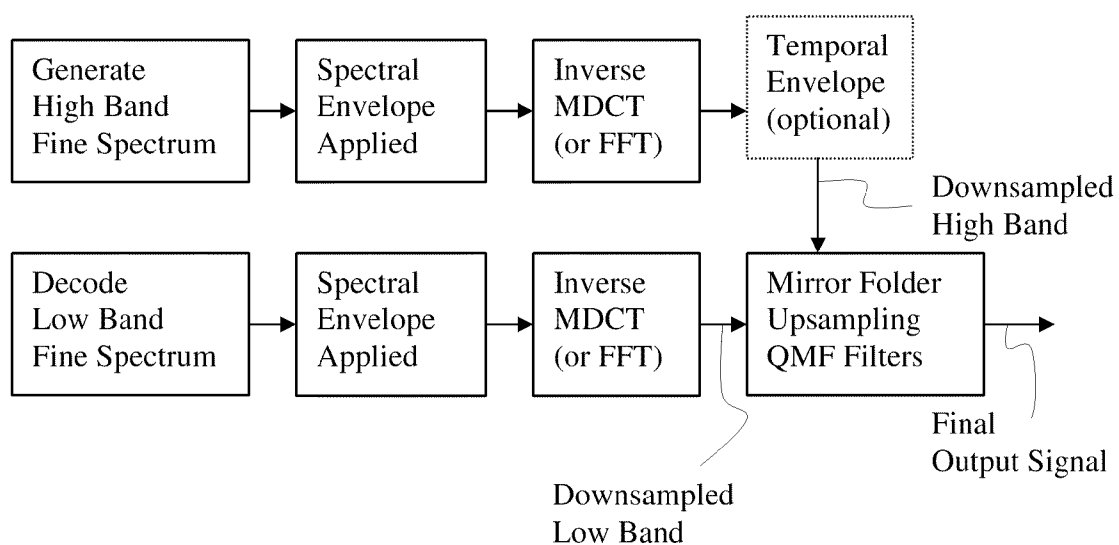 Generate
High Band
Fine Spectrum
Spectral
Envelope
Applied
Inverse
MDCT
(or FFT)
Temporal
Envelope
(optional)
Downsampled
High Band
Decode
Low Band
Fine Spectrum
Spectral
Envelope
Applied
Inverse
MDCT
(or FFT)
Mirror Folder
Upsampling
QMF Filters
Final
Output Signal
Downsampled
Low Band